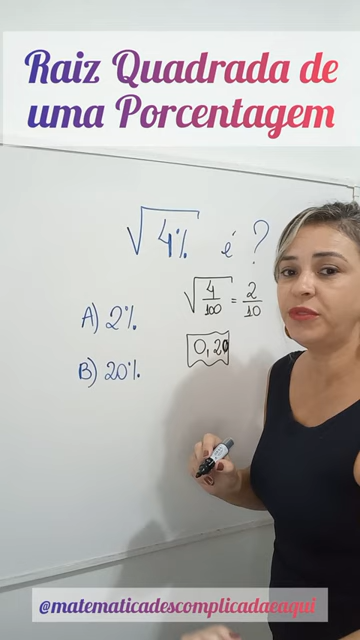 Raiz Quadrada de
uma Porcentagem
√4% é ?
√4/100 = 2/10
A) 2%
0,20
B) 20%
@matematicadescomplicadaeaqui